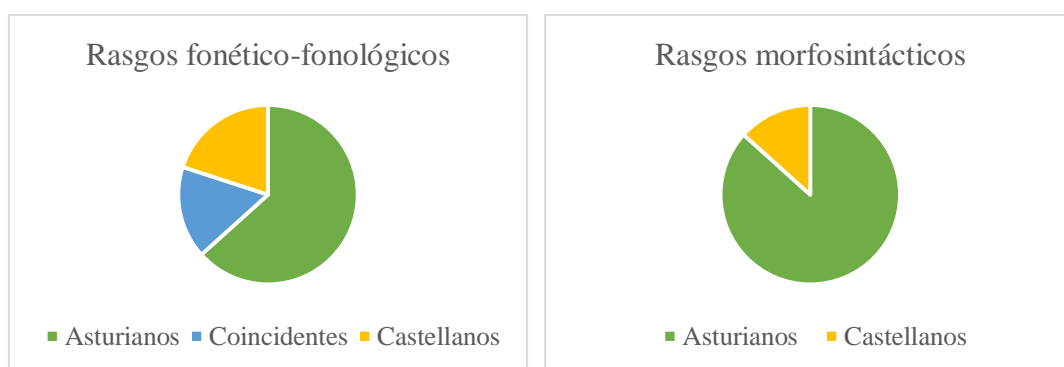 Rasgos fonético-fonológicos
Asturianos Coincidentes Castellanos
Rasgos morfosintácticos
Asturianos Castellanos